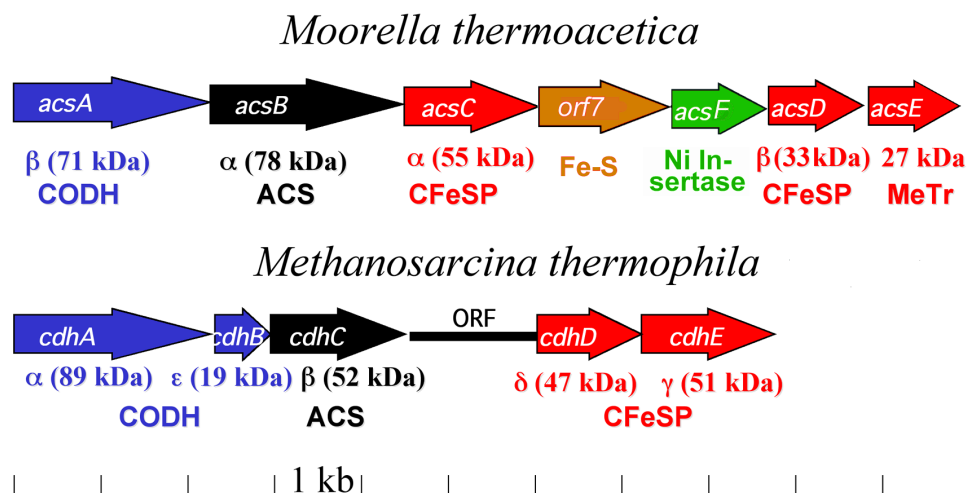 Moorella thermoacetica
acsA acsB acsC orf7 acsF acsD acsE
β (71 kDa) α (78 kDa) α (55 kDa) Fe-S Ni In- β (33kDa) 27 kDa
CODH ACS CFeSP sertase CFeSP MeTr
Methanosarcina thermophila
cdhA cdhB cdhC ORF cdhD cdhE
α (89 kDa) ε (19 kDa) β (52 kDa) δ (47 kDa) γ (51 kDa)
CODH ACS CFeSP
1 kb